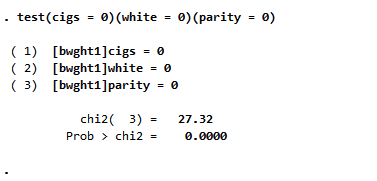 . test(cigs = 0)(white = 0)(parity = 0)
( 1) [bwght1]cigs = 0
( 2) [bwght1]white = 0
( 3) [bwght1]parity = 0
chi2( 3) = 27.32
Prob > chi2 = 0.0000
.